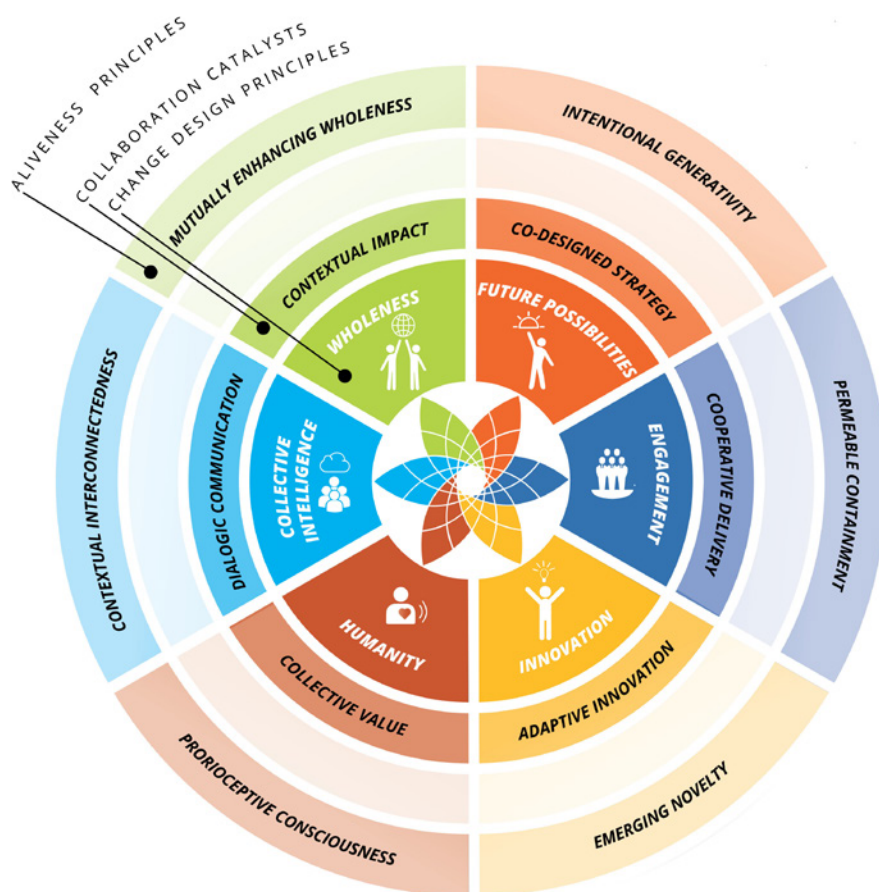 ALIVENESS PRINCIPLES
COLLABORATION CATALYSTS
CHANGE DESIGN PRINCIPLES
MUTUALLY ENHANCING WHOLENESS
INTENTIONAL GENERATIVITY
CONTEXTUAL IMPACT
CO-DESIGNED STRATEGY
WHOLENESS
FUTURE POSSIBILITIES
CONTEXTUAL INTERCONNECTEDNESS
DIALOGIC COMMUNICATION
COLLECTIVE
INTELLIGENCE
ENGAGEMENT
COOPERATIVE DELIVERY
PERMEABLE CONTAINMENT
HUMANITY
INNOVATION
COLLECTIVE VALUE
ADAPTIVE INNOVATION
PRORIOCEPTIVE CONSCIOUSNESS
EMERGING NOVELTY